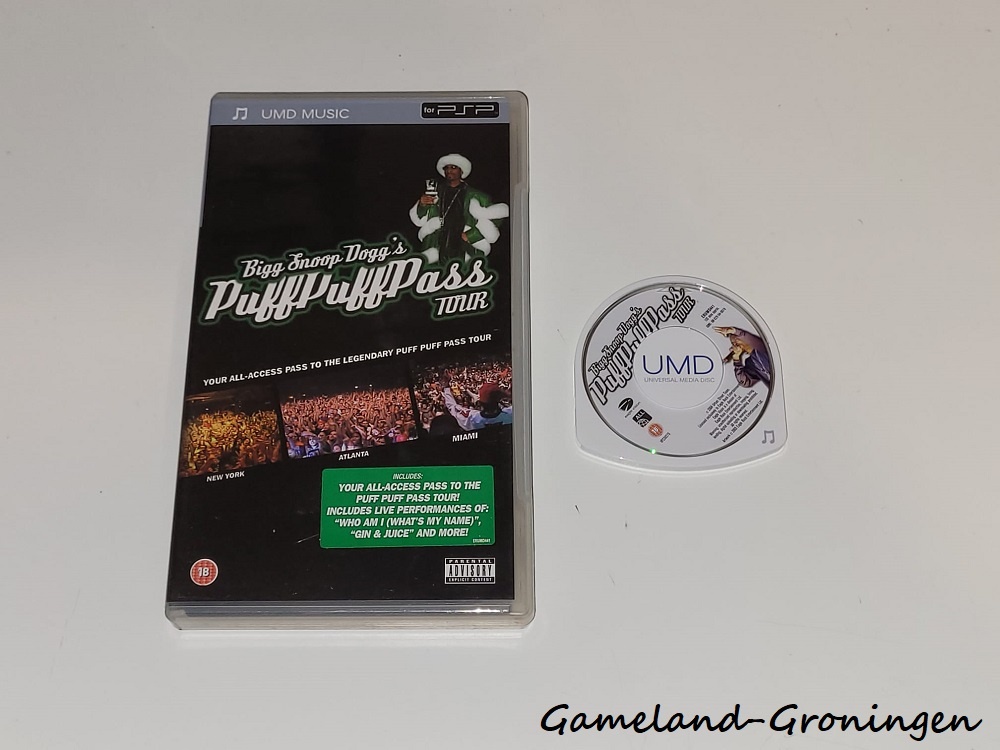 UMD MUSIC
for PSP
Bigg Snoop Dogg's
PuffPuffPass
TOUR
YOUR ALL-ACCESS PASS TO THE LEGENDARY PUFF PUFF PASS TOUR
NEW YORK
ATLANTA
MIAMI
INCLUDES:
YOUR ALL-ACCESS PASS TO THE
PUFF PUFF PASS TOUR!
INCLUDES LIVE PERFORMANCES OF:
"WHO AM I (WHAT'S MY NAME)",
"GIN & JUICE" AND MORE!
18
PARENTAL
ADVISORY
EXPLICIT CONTENT
Bigg Snoop Dogg's
PuffPuffPass
TOUR
UMD
UNIVERSAL MEDIA DISC
ALL
18
Gameland-Groningen